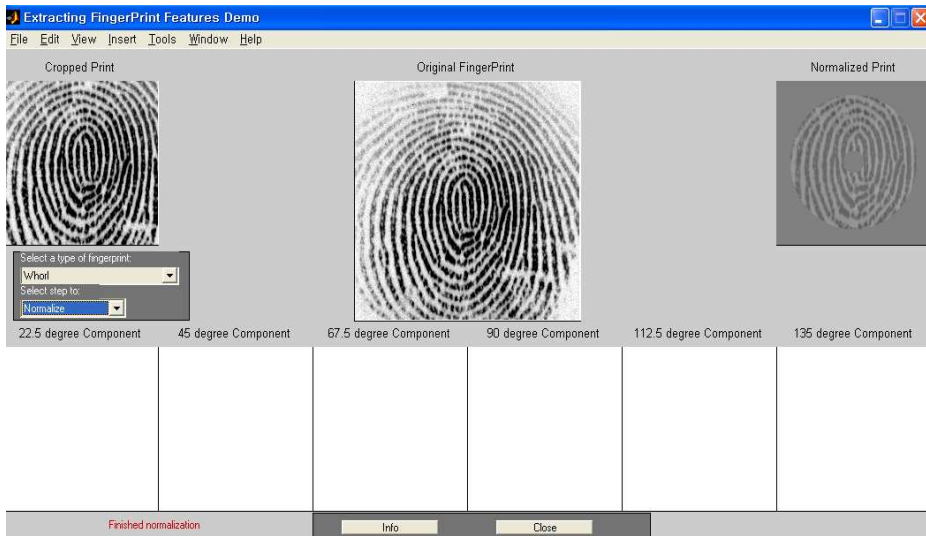 Extracting FingerPrint Features Demo
File Edit View Insert Tools Window Help
Cropped Print Original FingerPrint Normalized Print
Select a type of fingerprint:
Whorl
Select step to:
Normalize
22.5 degree Component 45 degree Component 67.5 degree Component 90 degree Component 112.5 degree Component 135 degree Component
Finished normalization Info Close